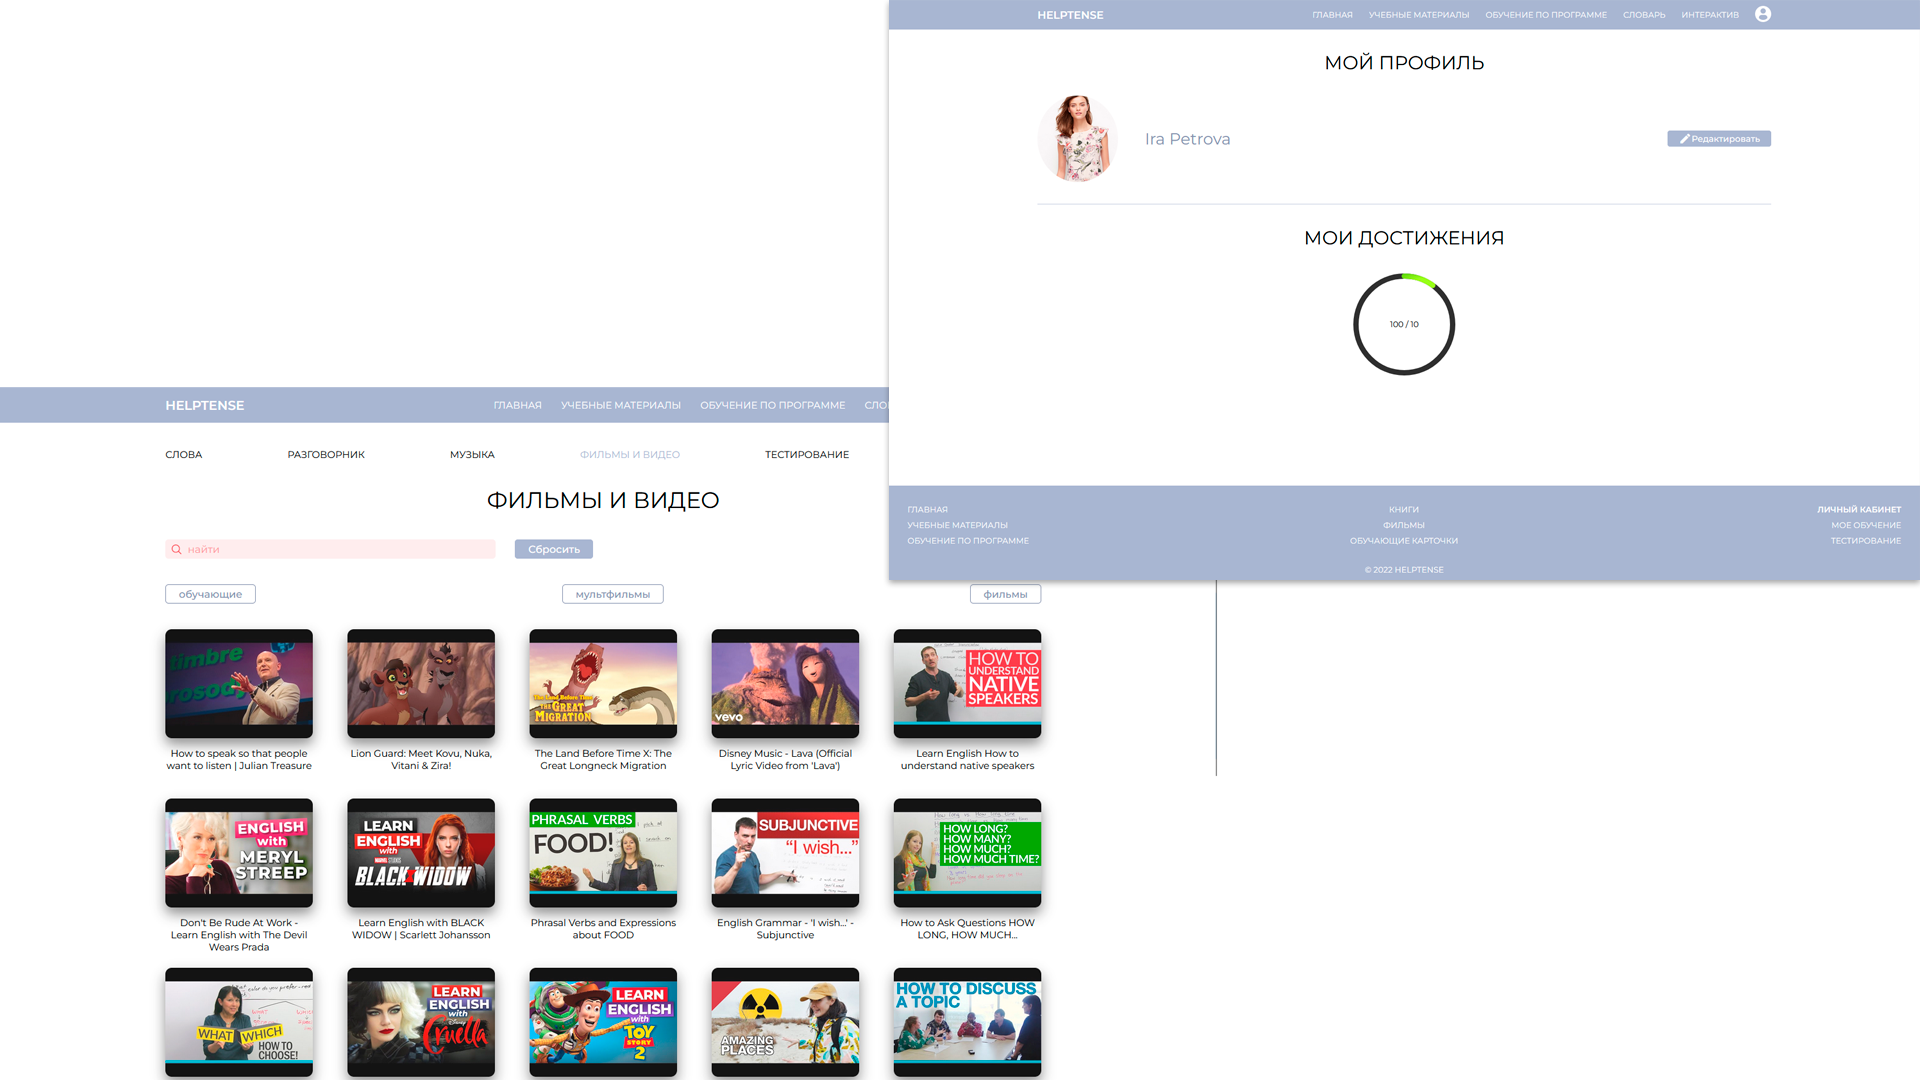 HELPTENSE
ГЛАВНАЯ
УЧЕБНЫЕ МАТЕРИАЛЫ
ОБУЧЕНИЕ ПО ПРОГРАММЕ
СЛОВАРЬ
ИНТЕРАКТИВ
МОЙ ПРОФИЛЬ
Ira Petrova
Редактировать
МОИ ДОСТИЖЕНИЯ
100 / 10
ГЛАВНАЯ
УЧЕБНЫЕ МАТЕРИАЛЫ
ОБУЧЕНИЕ ПО ПРОГРАММЕ
КНИГИ
ФИЛЬМЫ
ОБУЧАЮЩИЕ КАРТОЧКИ
ЛИЧНЫЙ КАБИНЕТ
МОЕ ОБУЧЕНИЕ
ТЕСТИРОВАНИЕ
© 2022 HELPTENSE
HELPTENSE
ГЛАВНАЯ
УЧЕБНЫЕ МАТЕРИАЛЫ
ОБУЧЕНИЕ ПО ПРОГРАММЕ
СЛО
СЛОВА
РАЗГОВОРНИК
МУЗЫКА
ФИЛЬМЫ И ВИДЕО
ТЕСТИРОВАНИЕ
ФИЛЬМЫ И ВИДЕО
найти
Сбросить
обучающие
мультфильмы
фильмы
timbre
rosody
How to speak so that people
want to listen | Julian Treasure
Lion Guard: Meet Kovu, Nuka,
Vitani & Zira!
The Land Before Time X
THE GREAT
MIGRATION
The Land Before Time X: The
Great Longneck Migration
vevo
Disney Music - Lava (Official
Lyric Video from 'Lava')
HOW TO
UNDERSTAND
NATIVE
SPEAKERS
Learn English How to
understand native speakers
ENGLISH
with
MERYL
STREEP
Don't Be Rude At Work -
Learn English with The Devil
Wears Prada
LEARN
ENGLISH
with
MARVEL STUDIOS
BLACK WIDOW
Learn English with BLACK
WIDOW | Scarlett Johansson
PHRASAL VERBS
FOOD!
Phrasal Verbs and Expressions
about FOOD
SUBJUNCTIVE
“I wish...”
English Grammar - 'I wish...' -
Subjunctive
HOW LONG?
HOW MANY?
HOW MUCH?
HOW MUCH TIME?
How to Ask Questions HOW
LONG, HOW MUCH...
WHAT WHICH
HOW TO
CHOOSE!
LEARN
ENGLISH
with
Disney
Cruella
LEARN
ENGLISH
with
TOY
STORY
2
AMAZING
PLACES
HOW TO DISCUSS
A TOPIC